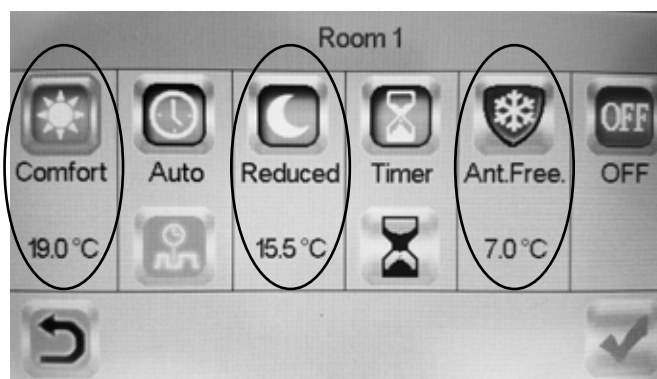 Room 1
OFF
Comfort Auto Reduced Timer Ant.Free. OFF
19.0 °C 15.5 °C 7.0 °C